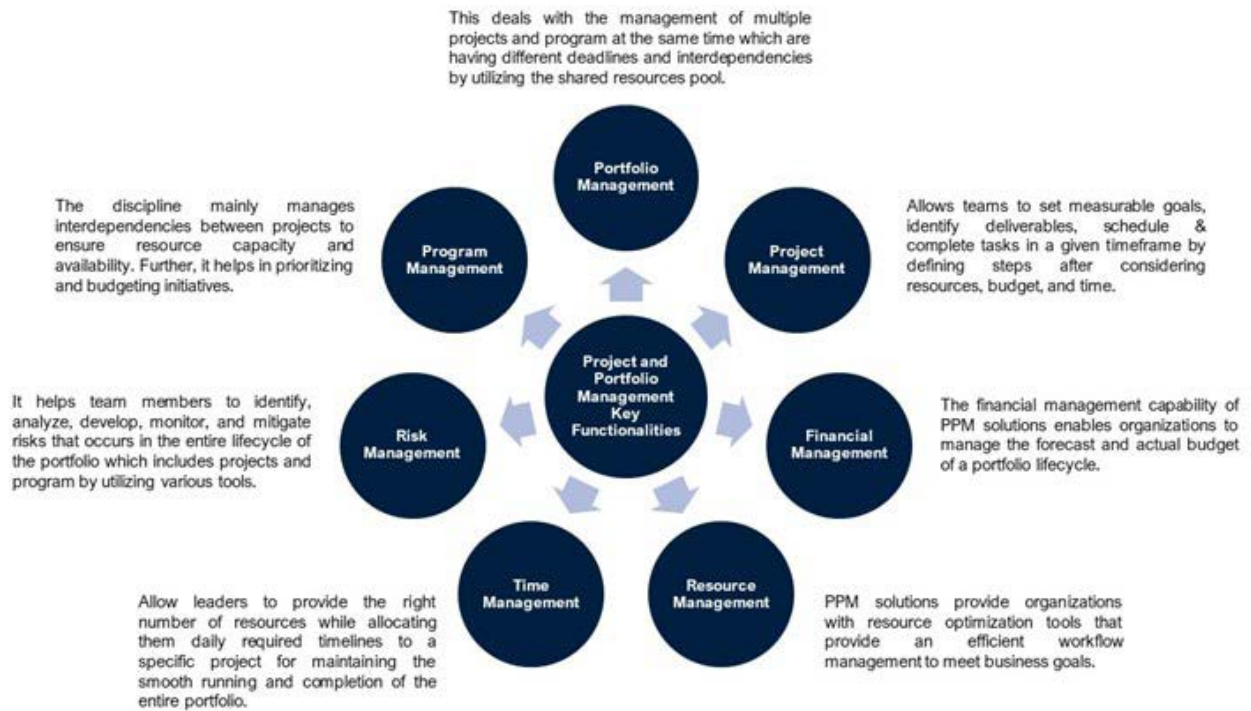 This deals with the management of multiple
projects and program at the same time which are
having different deadlines and interdependencies
by utilizing the shared resources pool.
Portfolio
Management
The discipline mainly manages
interdependencies between projects to
ensure resource capacity and
availability. Further, it helps in prioritizing
and budgeting initiatives.
Program
Management
Project
Management
Allows teams to set measurable goals,
identify deliverables, schedule &
complete tasks in a given timeframe by
defining steps after considering
resources, budget, and time.
Project and
Portfolio
Management
Key
Functionalities
It helps team members to identify,
analyze, develop, monitor, and mitigate
risks that occurs in the entire lifecycle of
the portfolio which includes projects and
program by utilizing various tools.
Risk
Management
Financial
Management
The financial management capability of
PPM solutions enables organizations to
manage the forecast and actual budget
of a portfolio lifecycle.
Allow leaders to provide the right
number of resources while allocating
them daily required timelines to a
specific project for maintaining the
smooth running and completion of the
entire portfolio.
Time
Management
Resource
Management
PPM solutions provide organizations
with resource optimization tools that
provide an efficient workflow
management to meet business goals.